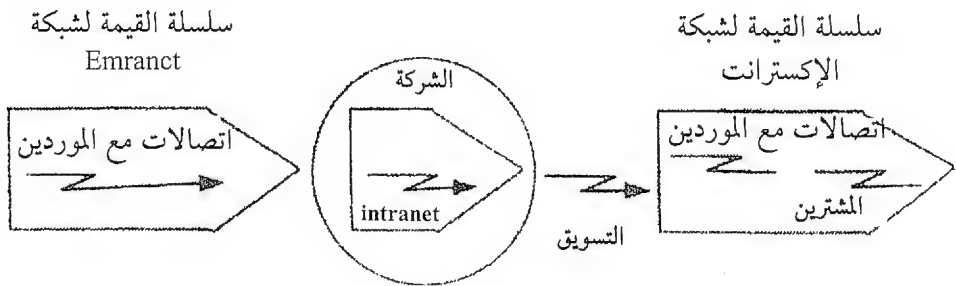 سلسلة القيمة لشبكة
الإكسترانت
اتصالات مع الموردين
المشترين
التسويق
الشركة
intranet
سلسلة القيمة لشبكة
Emranct
اتصالات مع الموردين